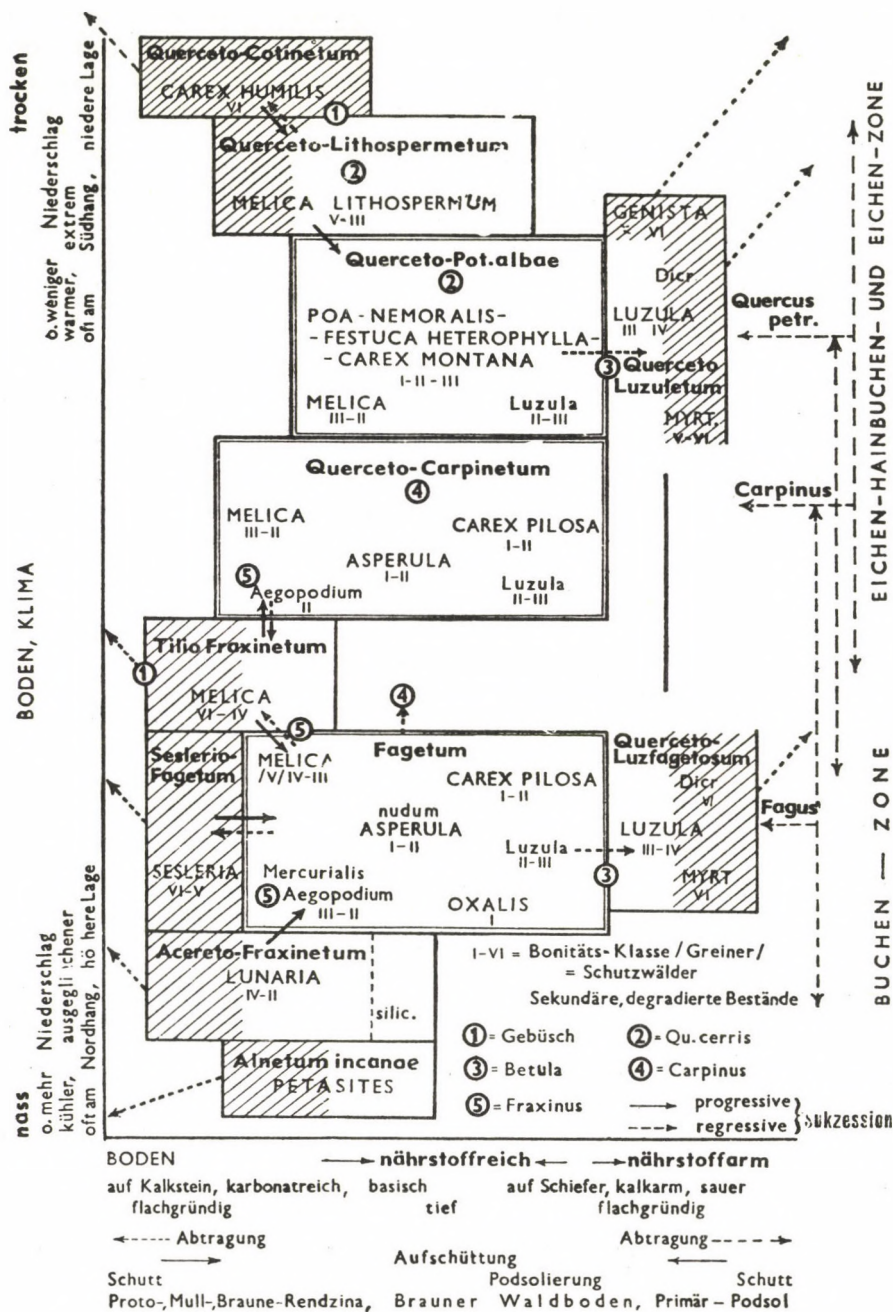 trocken
o.weniger Niederschlag
warmer, extrem
oft am Südhang, niedere Lage
BODEN, KLIMA
nass
o. mehr Niederschlag
kühler, ausgeglichener
oft am Nordhang, höhere Lage
Querceto-Cotinetum
CAREX HUMILIS
VI
①
Querceto-Lithospermetum
②
MELICA LITHOSPERMUM
V-III
Querceto-Pot.albae
②
POA-NEMORALIS-
-FESTUCA HETEROPHYLLA-
-CAREX MONTANA
I-II-III
MELICA
III-II
Luzula
II-III
GENISTA
VI
Dicr
LUZULA
III IV
③ Querceto
Luzuletum
MYRT.
V-VI
Quercus
petr.
Querceto-Carpinetum
④
MELICA
III-II
CAREX PILOSA
I-II
ASPERULA
I-II
Luzula
II-III
⑤
Aegopodium
II
Carpinus
EICHEN-HAINBUCHEN- UND EICHEN-ZONE
Tilio Fraxinetum
①
MELICA
VI-IV
④
⑤
Seslerio-
Fagetum
SESLERIA
VI-V
Fagetum
MELICA
/V/IV-III
CAREX PILOSA
I-II
nudum
ASPERULA
I-II
Luzula
II-III
Mercurialis
⑤ Aegopodium
III-II
OXALIS
I
Querceto-
Luzfagetosum
Dicr
VI
LUZULA
III-IV
③
MYRT
VI
Fagus
BUCHEN — ZONE
Acereto-Fraxinetum
LUNARIA
IV-II
silic.
Alnetum incanae
PETASITES
I-VI = Bonitäts-Klasse/Greiner/
= Schutzwälder
Sekundäre, degradierte Bestände
①= Gebüsch ②= Qu.cerris
③= Betula ④= Carpinus
⑤= Fraxinus
→ progressive
--→ regressive } sukzession
BODEN → nährstoffreich ← → nährstoffarm
auf Kalkstein, karbonatreich, basisch auf Schiefer, kalkarm, sauer
flachgründig tief flachgründig
←---- Abtragung Abtragung ---→
→ Aufschüttung ←
Schutt Podsolierung Schutt
Proto-,Mull-,Braune-Rendzina, Brauner Waldboden, Primär-Podsol